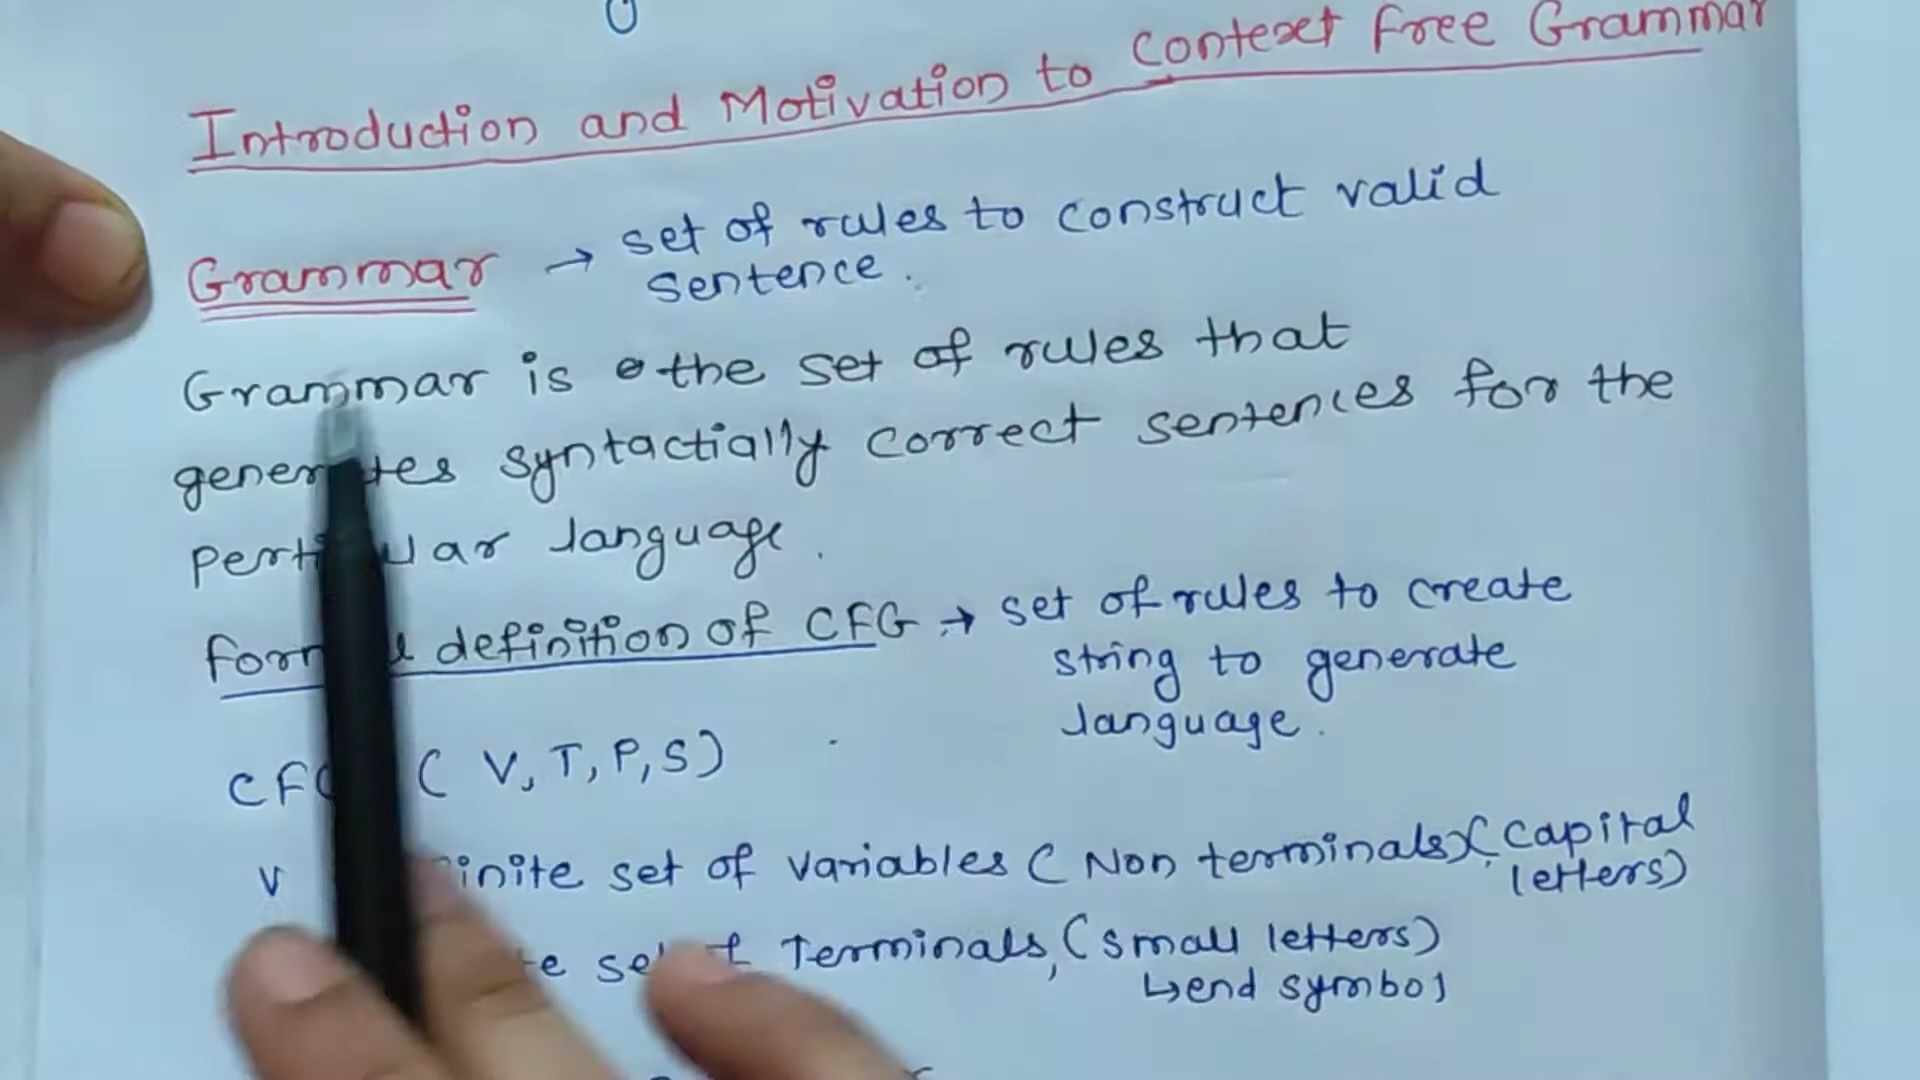 Introduction and Motivation to Context Free Grammar
Grammar → set of rules to construct valid
sentence.
Grammar is the set of rules that
generates syntactially correct sentences for the
language.
definition of CFG → set of rules to create
string to generate
language.
( V, T, P, S)
V inite set of variables ( Non terminals) ( Capital
letters)
Terminals, (small letters)
↳ end symbol